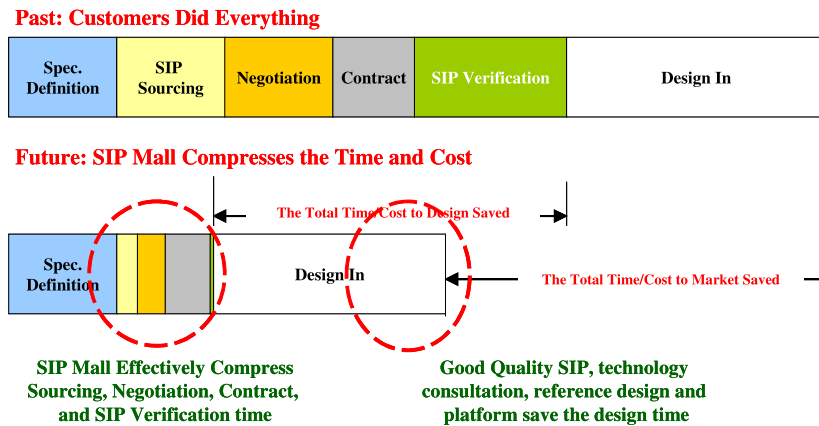 Past: Customers Did Everything
Spec.
Definition
SIP
Sourcing
Negotiation
Contract
SIP Verification
Design In
Future: SIP Mall Compresses the Time and Cost
The Total Time/Cost to Design Saved
Spec.
Definition
Design In
The Total Time/Cost to Market Saved
SIP Mall Effectively Compress
Sourcing, Negotiation, Contract,
and SIP Verification time
Good Quality SIP, technology
consultation, reference design and
platform save the design time